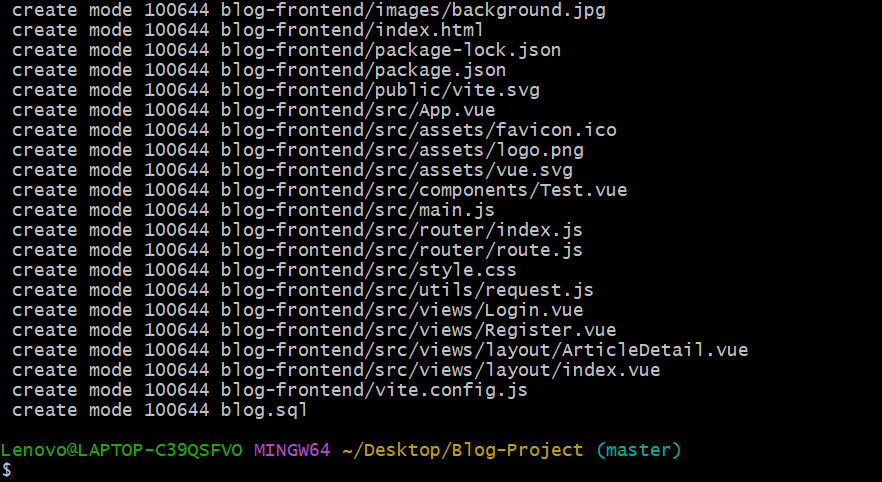 create mode 100644 blog-frontend/images/background.jpg
create mode 100644 blog-frontend/index.html
create mode 100644 blog-frontend/package-lock.json
create mode 100644 blog-frontend/package.json
create mode 100644 blog-frontend/public/vite.svg
create mode 100644 blog-frontend/src/App.vue
create mode 100644 blog-frontend/src/assets/favicon.ico
create mode 100644 blog-frontend/src/assets/logo.png
create mode 100644 blog-frontend/src/assets/vue.svg
create mode 100644 blog-frontend/src/components/Test.vue
create mode 100644 blog-frontend/src/main.js
create mode 100644 blog-frontend/src/router/index.js
create mode 100644 blog-frontend/src/router/route.js
create mode 100644 blog-frontend/src/style.css
create mode 100644 blog-frontend/src/utils/request.js
create mode 100644 blog-frontend/src/views/Login.vue
create mode 100644 blog-frontend/src/views/Register.vue
create mode 100644 blog-frontend/src/views/layout/ArticleDetail.vue
create mode 100644 blog-frontend/src/views/layout/index.vue
create mode 100644 blog-frontend/vite.config.js
create mode 100644 blog.sql
Lenovo@LAPTOP-C39QSFVO MINGW64 ~/Desktop/Blog-Project (master)
$